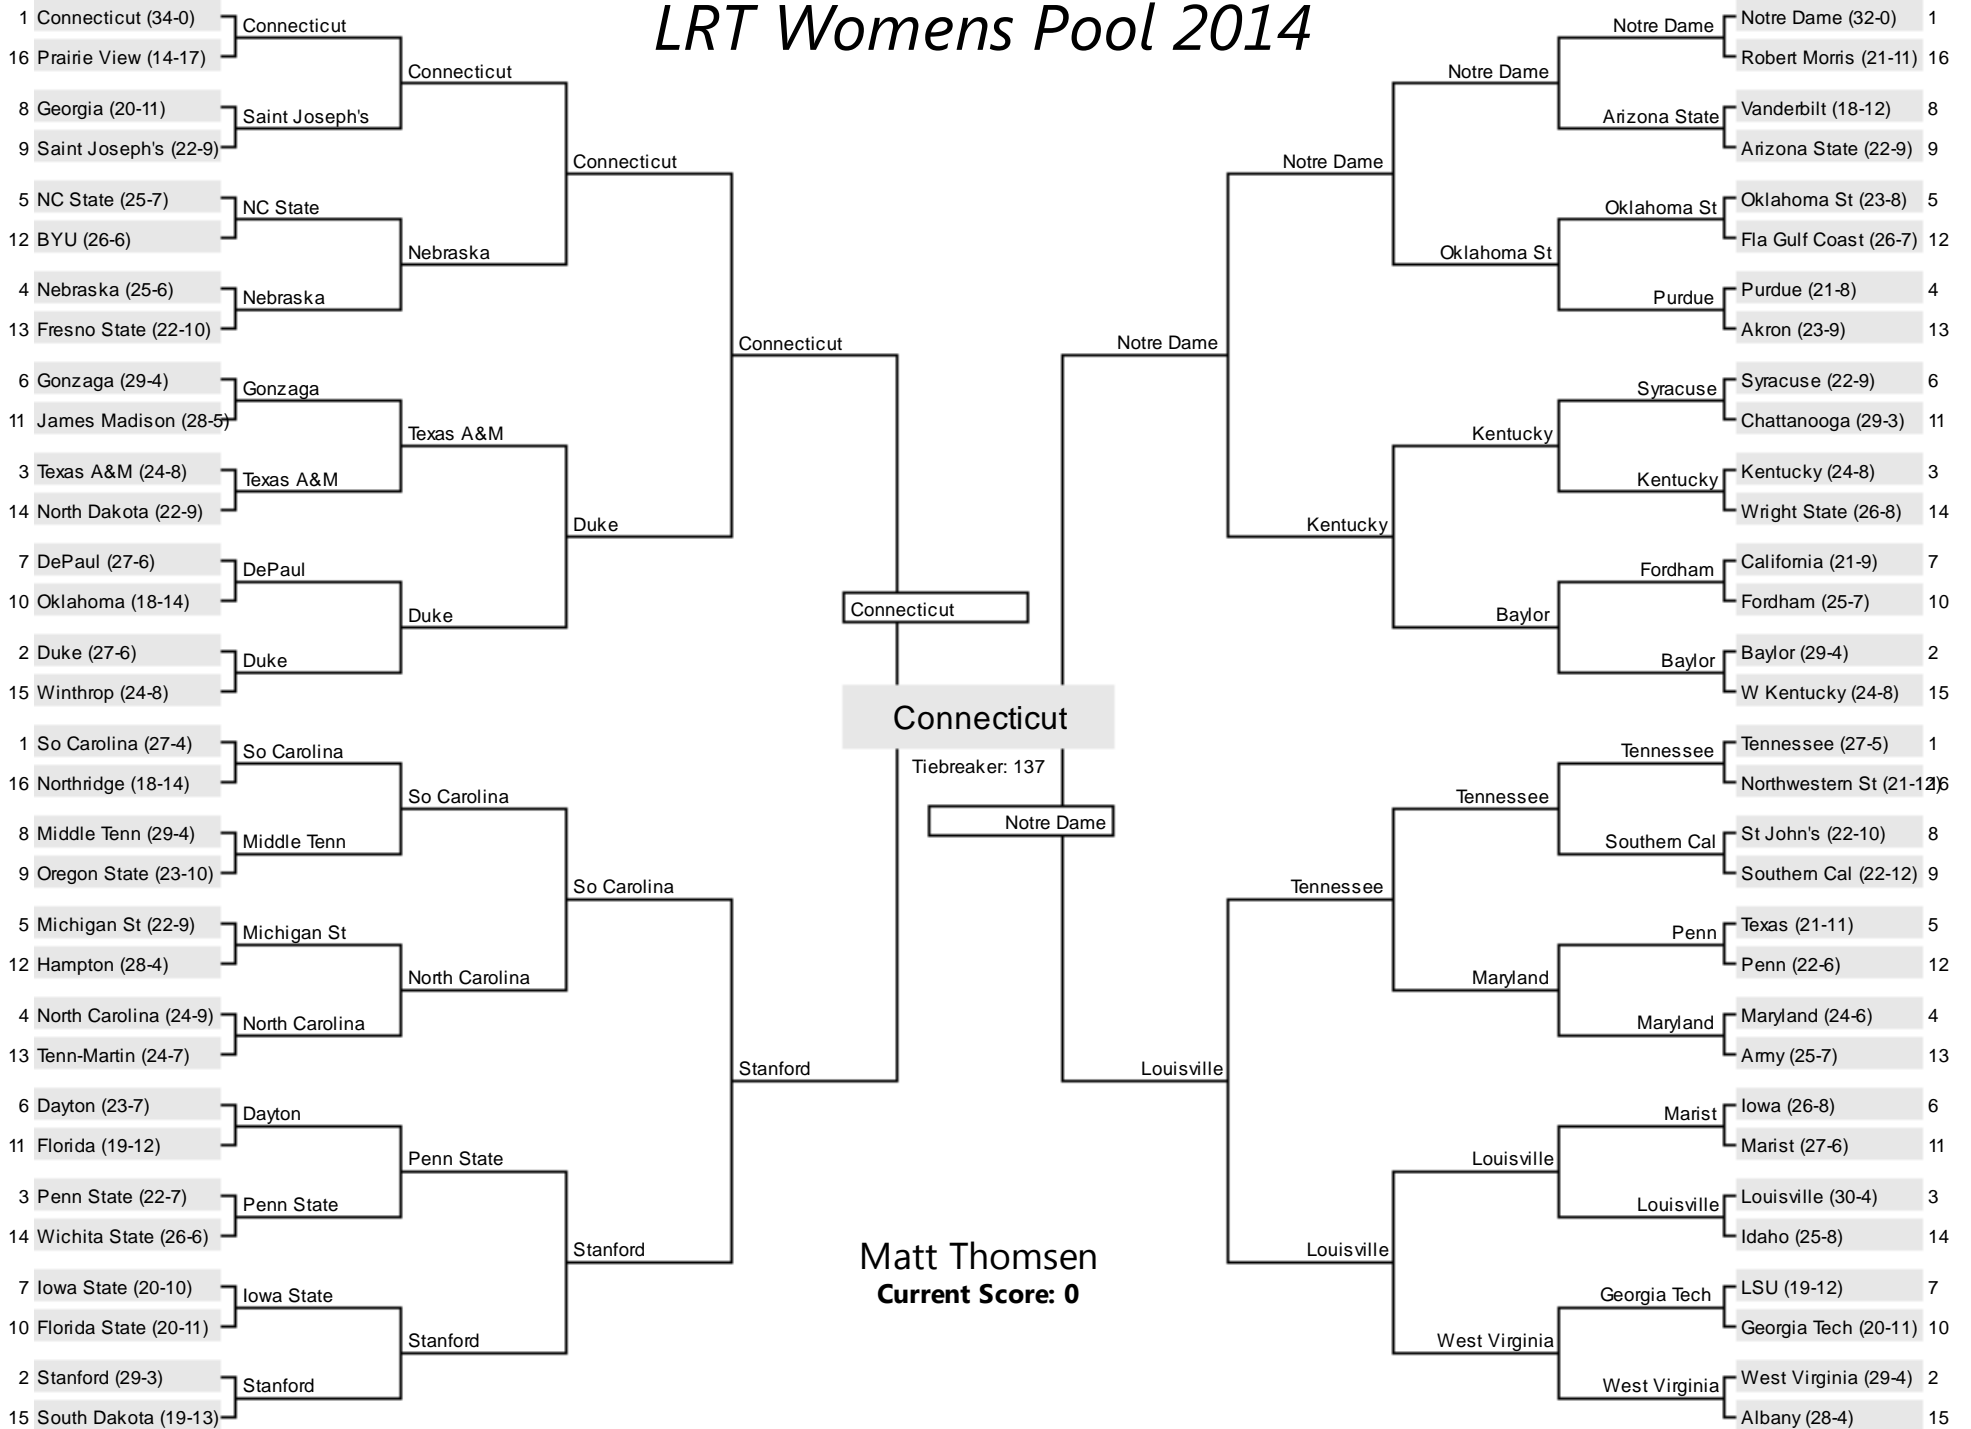 LRT Womens Pool 2014
1 Connecticut (34-0)
16 Prairie View (14-17)
8 Georgia (20-11)
9 Saint Joseph's (22-9)
5 NC State (25-7)
12 BYU (26-6)
4 Nebraska (25-6)
13 Fresno State (22-10)
6 Gonzaga (29-4)
11 James Madison (28-5)
3 Texas A&M (24-8)
14 North Dakota (22-9)
7 DePaul (27-6)
10 Oklahoma (18-14)
2 Duke (27-6)
15 Winthrop (24-8)
1 So Carolina (27-4)
16 Northridge (18-14)
8 Middle Tenn (29-4)
9 Oregon State (23-10)
5 Michigan St (22-9)
12 Hampton (28-4)
4 North Carolina (24-9)
13 Tenn-Martin (24-7)
6 Dayton (23-7)
11 Florida (19-12)
3 Penn State (22-7)
14 Wichita State (26-6)
7 Iowa State (20-10)
10 Florida State (20-11)
2 Stanford (29-3)
15 South Dakota (19-13)
Connecticut
Saint Joseph's
NC State
Nebraska
Gonzaga
Texas A&M
DePaul
Duke
So Carolina
Middle Tenn
Michigan St
North Carolina
Dayton
Penn State
Iowa State
Stanford
Connecticut
Nebraska
Texas A&M
Duke
So Carolina
North Carolina
Penn State
Stanford
Connecticut
Duke
So Carolina
Stanford
Connecticut
Stanford
Connecticut
Connecticut
Tiebreaker: 137
Notre Dame
Matt Thomsen
Current Score: 0
Notre Dame
Louisville
Notre Dame
Kentucky
Tennessee
Louisville
Notre Dame
Oklahoma St
Kentucky
Baylor
Tennessee
Maryland
Louisville
West Virginia
Notre Dame
Arizona State
Oklahoma St
Purdue
Syracuse
Kentucky
Fordham
Baylor
Tennessee
Southern Cal
Penn
Maryland
Marist
Louisville
Georgia Tech
West Virginia
Notre Dame (32-0) 1
Robert Morris (21-11) 16
Vanderbilt (18-12) 8
Arizona State (22-9) 9
Oklahoma St (23-8) 5
Fla Gulf Coast (26-7) 12
Purdue (21-8) 4
Akron (23-9) 13
Syracuse (22-9) 6
Chattanooga (29-3) 11
Kentucky (24-8) 3
Wright State (26-8) 14
California (21-9) 7
Fordham (25-7) 10
Baylor (29-4) 2
W Kentucky (24-8) 15
Tennessee (27-5) 1
Northwestern St (21-12) 16
St John's (22-10) 8
Southern Cal (22-12) 9
Texas (21-11) 5
Penn (22-6) 12
Maryland (24-6) 4
Army (25-7) 13
Iowa (26-8) 6
Marist (27-6) 11
Louisville (30-4) 3
Idaho (25-8) 14
LSU (19-12) 7
Georgia Tech (20-11) 10
West Virginia (29-4) 2
Albany (28-4) 15